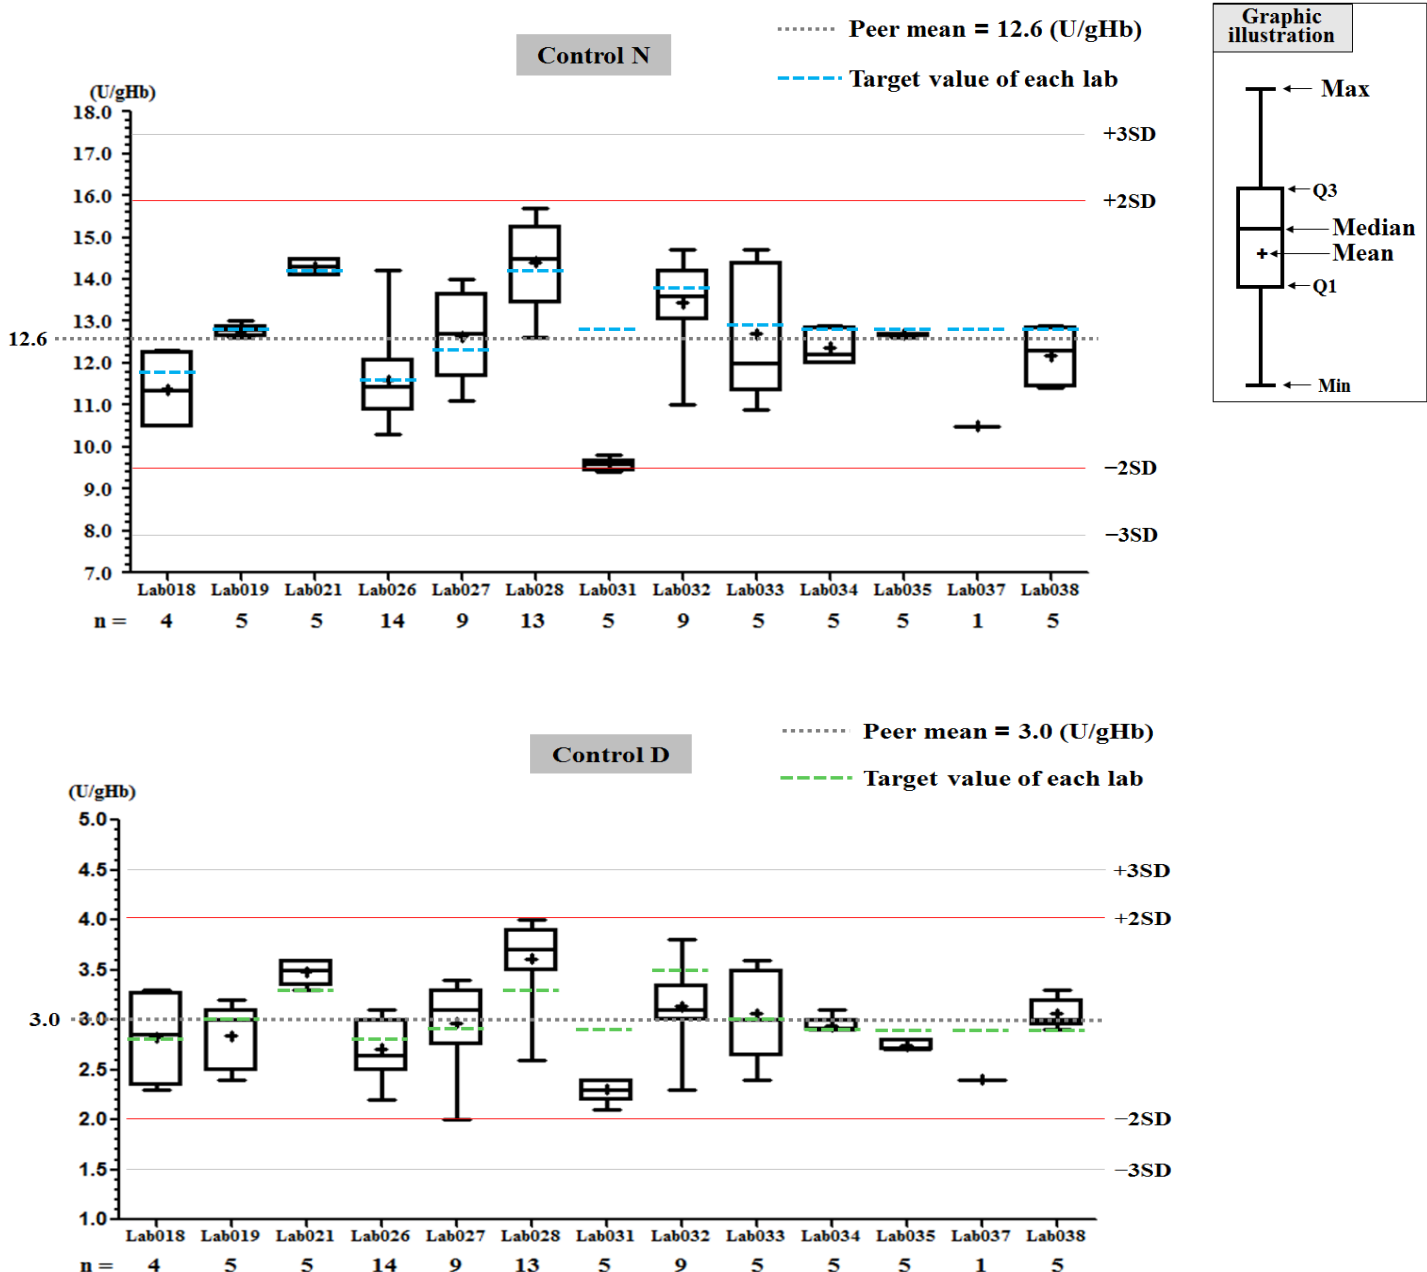 Peer mean = 12.6 (U/gHb)
Control N
Target value of each lab
Graphic
illustration
Max
Q3
Median
Mean
Q1
Min
(U/gHb)
18.0
17.0
16.0
15.0
14.0
13.0
12.6
12.0
11.0
10.0
9.0
8.0
7.0
+3SD
+2SD
−2SD
−3SD
Lab018 Lab019 Lab021 Lab026 Lab027 Lab028 Lab031 Lab032 Lab033 Lab034 Lab035 Lab037 Lab038
n = 4 5 5 14 9 13 5 9 5 5 5 1 5
Peer mean = 3.0 (U/gHb)
Control D
Target value of each lab
(U/gHb)
5.0
4.5
4.0
3.5
3.0 3.0
2.5
2.0
1.5
1.0
+3SD
+2SD
−2SD
−3SD
Lab018 Lab019 Lab021 Lab026 Lab027 Lab028 Lab031 Lab032 Lab033 Lab034 Lab035 Lab037 Lab038
n = 4 5 5 14 9 13 5 9 5 5 5 1 5